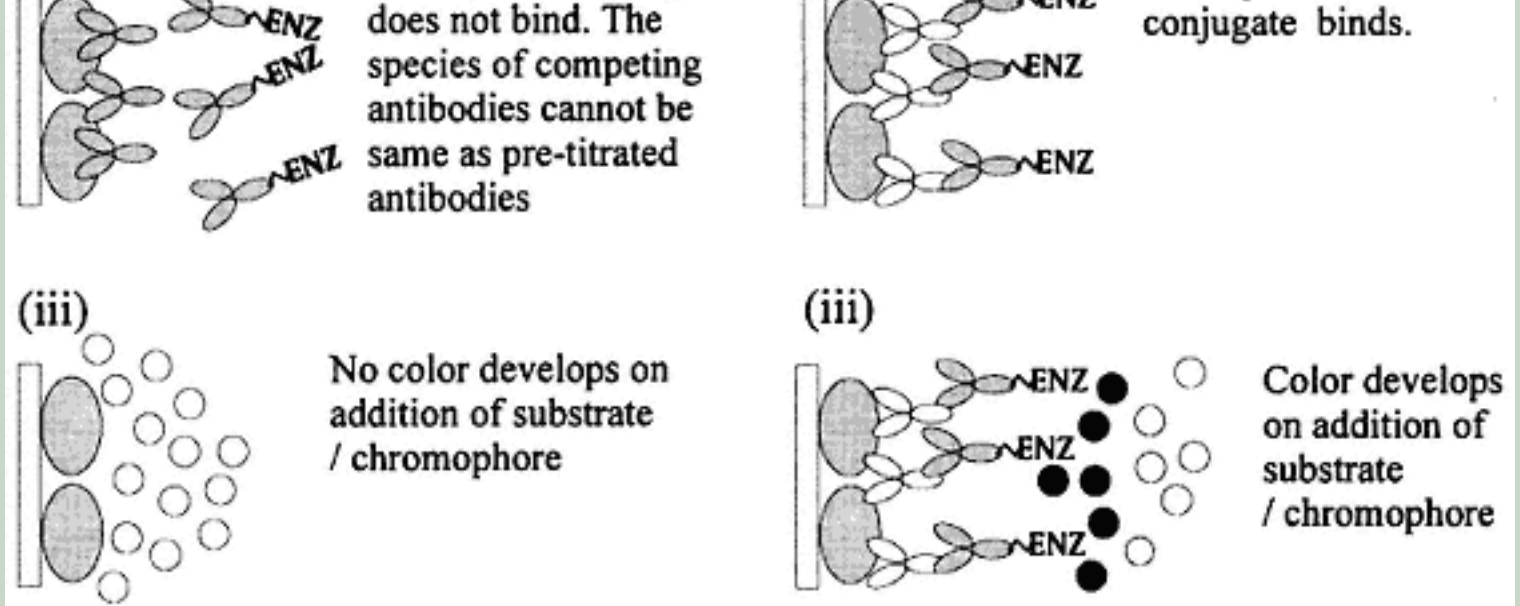 ENZ
does not bind. The
ENZ
species of competing
antibodies cannot be
ENZ
same as pre-titrated
antibodies
ENZ
conjugate binds.
ENZ
ENZ
(iii)
No color develops on
addition of substrate
/ chromophore
(iii)
ENZ
ENZ
ENZ
Color develops
on addition of
substrate
/ chromophore